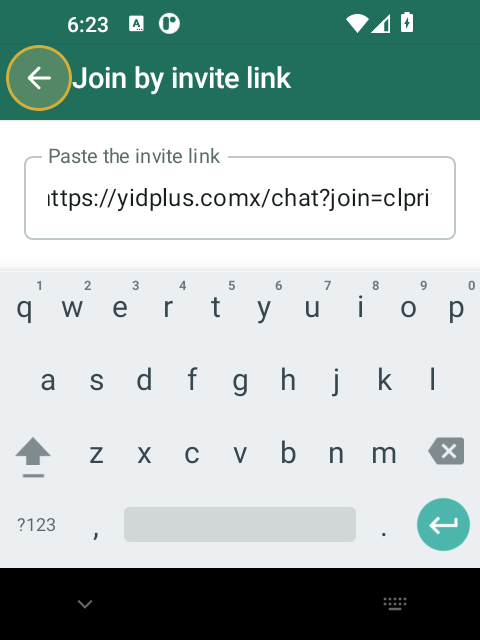 6:23
Join by invite link
Paste the invite link
ttps://yidplus.comx/chat?join=clpri
1 2 3 4 5 6 7 8 9 0
q w e r t y u i o p
a s d f g h j k l
z x c v b n m
?123 , .